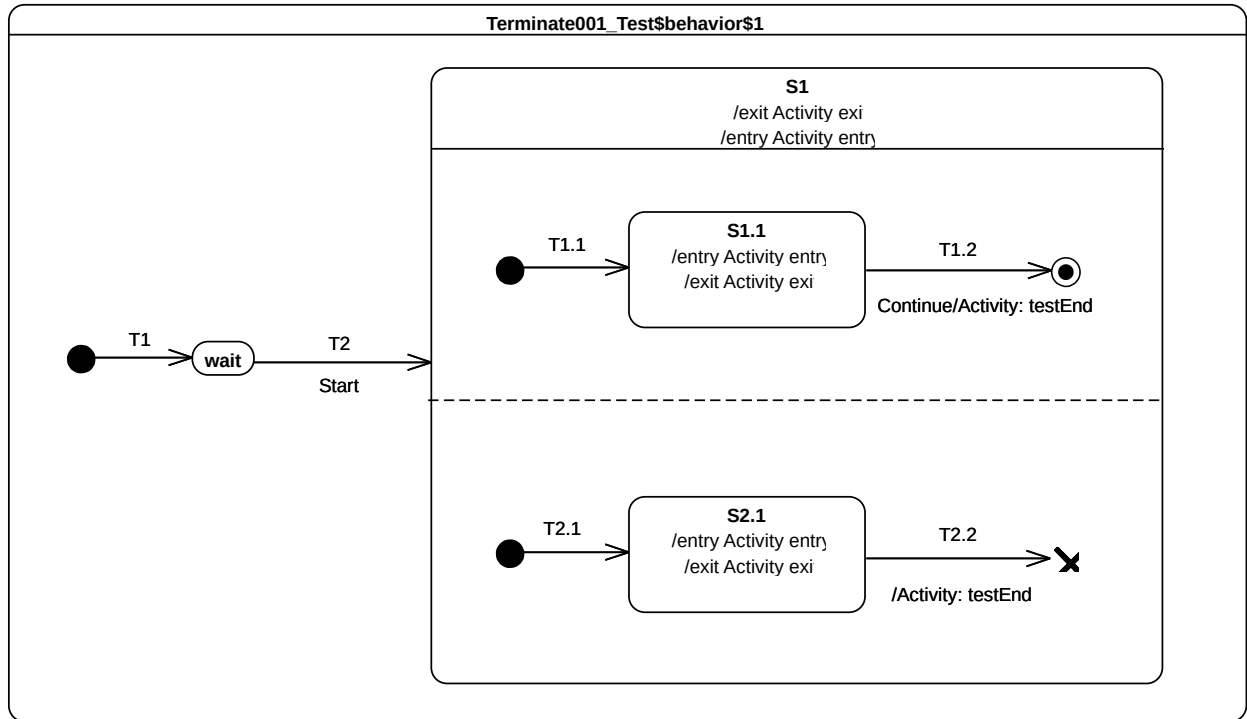 Terminate001_Test$behavior$1
S1
/exit Activity exi
/entry Activity entry
T1.1
S1.1
/entry Activity entry
/exit Activity exi
T1.2
Continue/Activity: testEnd
T1
wait
T2
Start
T2.1
S2.1
/entry Activity entry
/exit Activity exi
T2.2
/Activity: testEnd